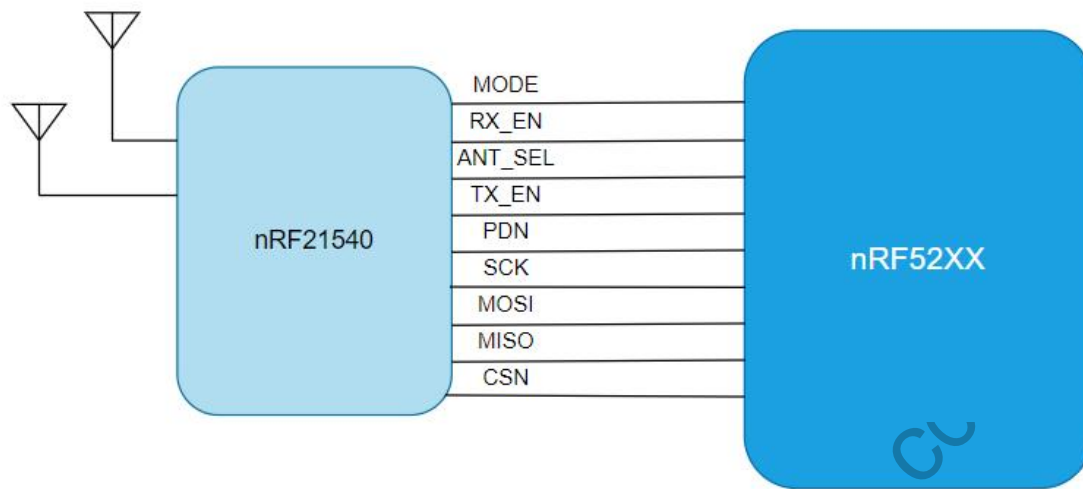 MODE
RX_EN
ANT_SEL
TX_EN
PDN
SCK
MOSI
MISO
CSN
nRF21540
nRF52XX